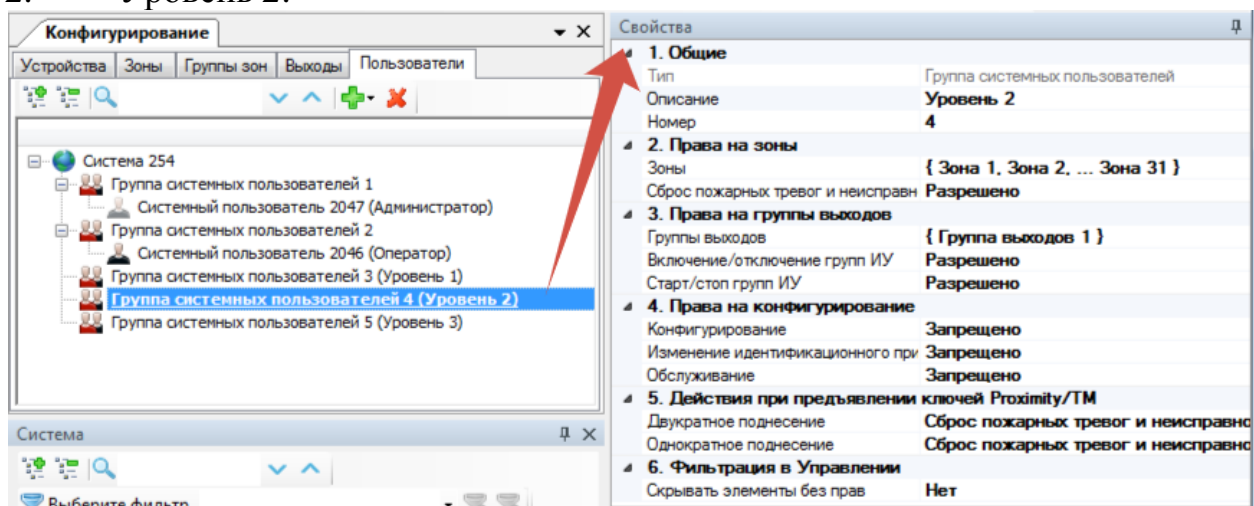 2. Уровень 2.
Конфигурирование
Устройства Зоны Группы зон Выходы Пользователи
Система 254
Группа системных пользователей 1
Системный пользователь 2047 (Администратор)
Группа системных пользователей 2
Системный пользователь 2046 (Оператор)
Группа системных пользователей 3 (Уровень 1)
Группа системных пользователей 4 (Уровень 2)
Группа системных пользователей 5 (Уровень 3)
Система
Выберите фильтр
Свойства
1. Общие
Тип Группа системных пользователей
Описание Уровень 2
Номер 4
2. Права на зоны
Зоны { Зона 1, Зона 2, ... Зона 31 }
Сброс пожарных тревог и неисправн Разрешено
3. Права на группы выходов
Группы выходов { Группа выходов 1 }
Включение/отключение групп ИУ Разрешено
Старт/стоп групп ИУ Разрешено
4. Права на конфигурирование
Конфигурирование Запрещено
Изменение идентификационного при Запрещено
Обслуживание Запрещено
5. Действия при предъявлении ключей Proximity/TM
Двукратное поднесение Сброс пожарных тревог и неисправно
Однократное поднесение Сброс пожарных тревог и неисправно
6. Фильтрация в Управлении
Скрывать элементы без прав Нет